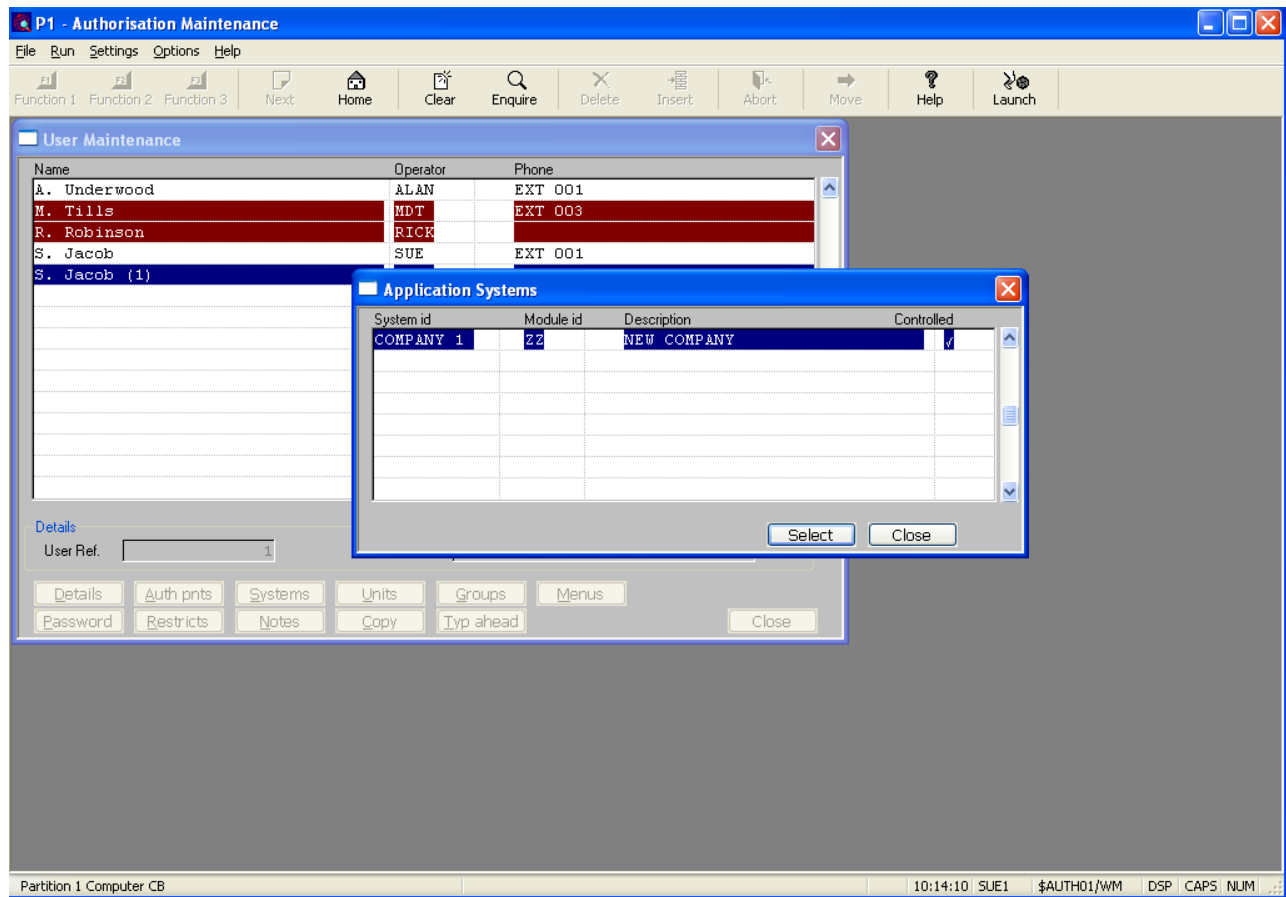 P1 - Authorisation Maintenance
File Run Settings Options Help
F1 F2 F3
Function 1 Function 2 Function 3 Next Home Clear Enquire Delete Insert Abort Move Help Launch
User Maintenance
Name Operator Phone
A. Underwood ALAN EXT 001
M. Tills MDT EXT 003
R. Robinson RICK
S. Jacob SUE EXT 001
S. Jacob (1)
Application Systems
System id Module id Description Controlled
COMPANY 1 ZZ NEW COMPANY √
Select Close
Details
User Ref. 1
Details Auth pnts Systems Units Groups Menus
Password Restricts Notes Copy Typ ahead Close
Partition 1 Computer CB 10:14:10 SUE1 $AUTH01/WM DSP CAPS NUM